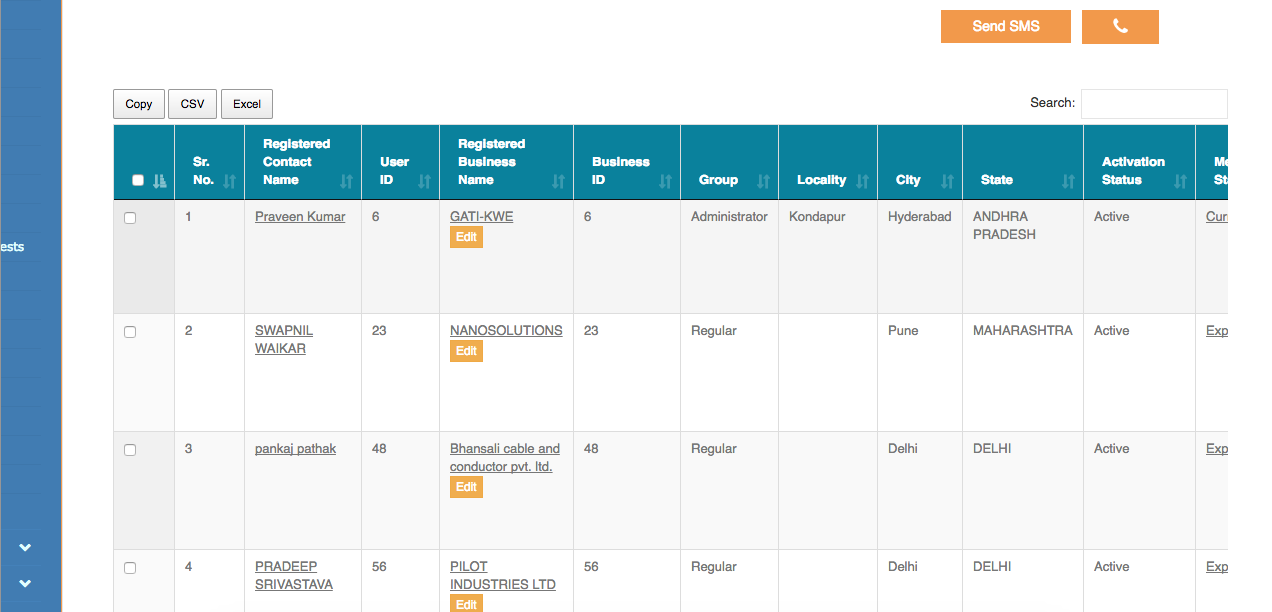 Send SMS
Copy CSV Excel Search:
Sr. No. Registered Contact Name User ID Registered Business Name Business ID Group Locality City State Activation Status
1 Praveen Kumar 6 GATI-KWE 6 Administrator Kondapur Hyderabad ANDHRA PRADESH Active
Edit
ests
2 SWAPNIL WAIKAR 23 NANOSOLUTIONS 23 Regular Pune MAHARASHTRA Active Exp
Edit
3 pankaj pathak 48 Bhansali cable and conductor pvt. ltd. 48 Regular Delhi DELHI Active Exp
Edit
4 PRADEEP SRIVASTAVA 56 PILOT INDUSTRIES LTD 56 Regular Delhi DELHI Active Exp
Edit